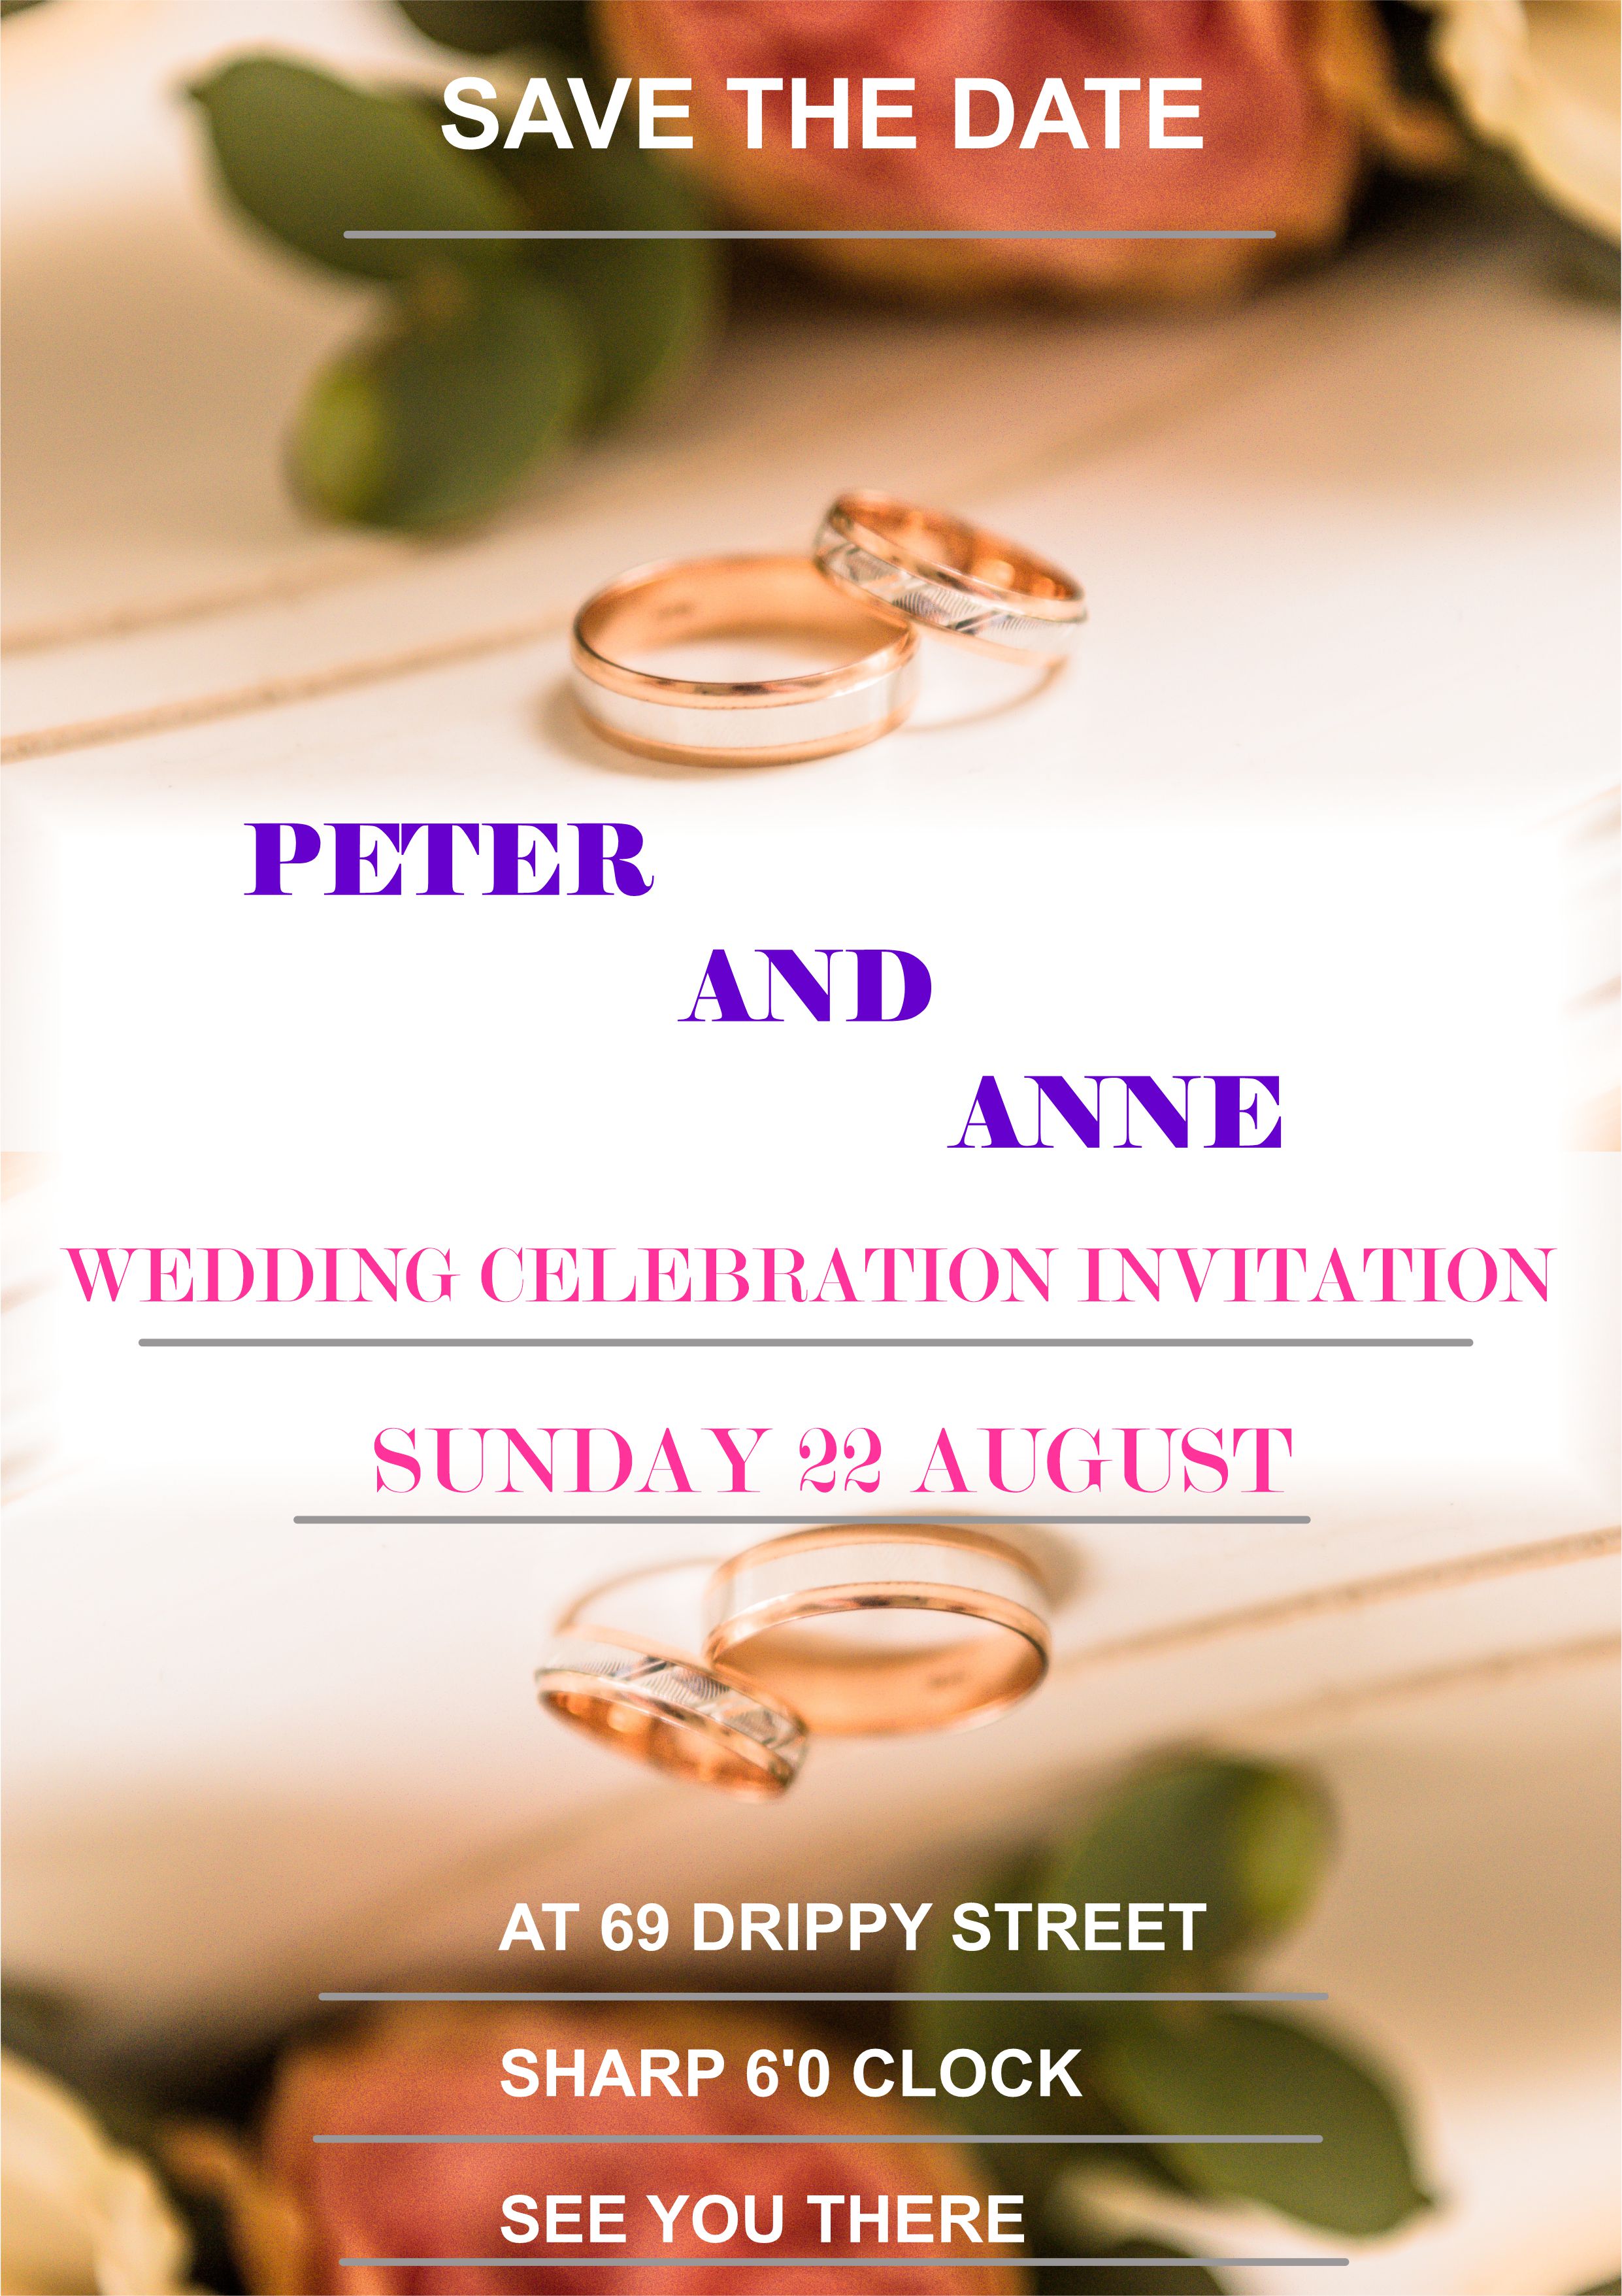 SAVE THE DATE
PETER
AND
ANNE
WEDDING CELEBRATION INVITATION
SUNDAY 22 AUGUST
AT 69 DRIPPY STREET
SHARP 6'0 CLOCK
SEE YOU THERE